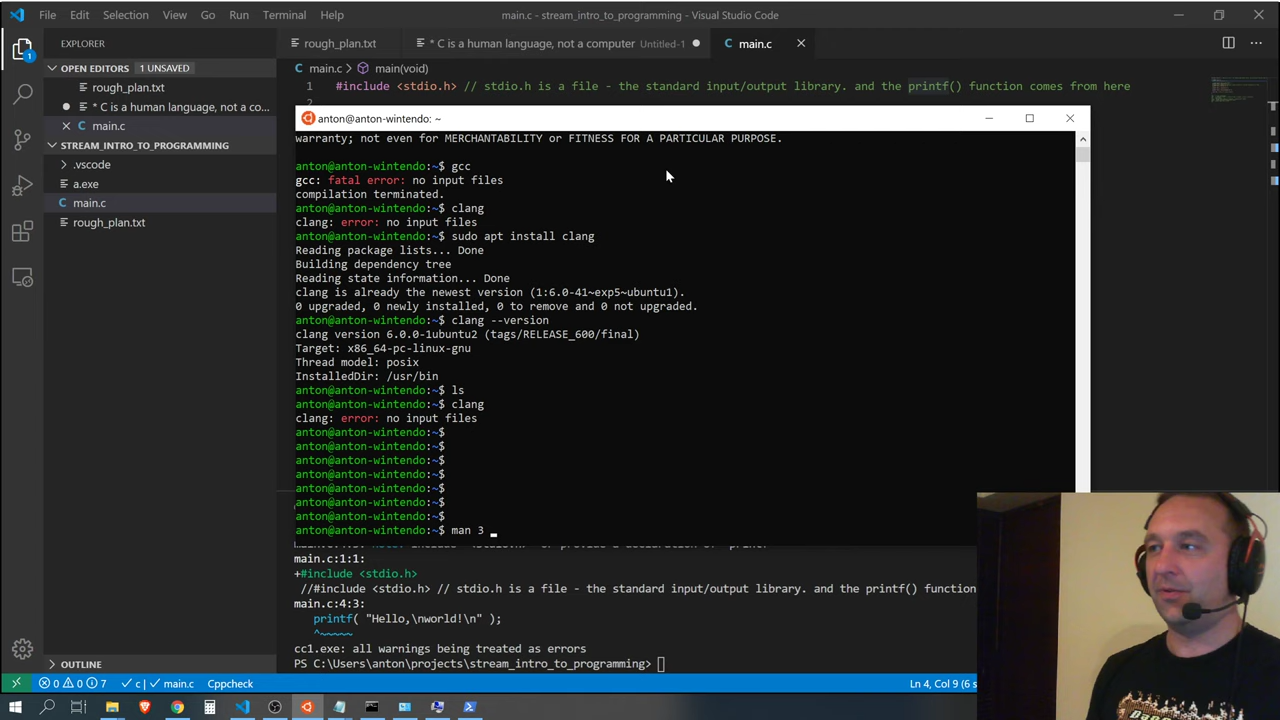 File Edit Selection View Go Run Terminal Help
main.c - stream_intro_to_programming - Visual Studio Code
EXPLORER
rough_plan.txt
* C is a human language, not a computer Untitled-1
main.c
OPEN EDITORS 1 UNSAVED
rough_plan.txt
* C is a human language, not a co...
main.c
STREAM_INTRO_TO_PROGRAMMING
.vscode
a.exe
main.c
rough_plan.txt
OUTLINE
main.c > main(void)
1 #include <stdio.h> // stdio.h is a file - the standard input/output library. and the printf() function comes from here
2
anton@anton-wintendo: ~
warranty; not even for MERCHANTABILITY or FITNESS FOR A PARTICULAR PURPOSE.
anton@anton-wintendo:~$ gcc
gcc: fatal error: no input files
compilation terminated.
anton@anton-wintendo:~$ clang
clang: error: no input files
anton@anton-wintendo:~$ sudo apt install clang
Reading package lists... Done
Building dependency tree
Reading state information... Done
clang is already the newest version (1:6.0-41~exp5~ubuntu1).
0 upgraded, 0 newly installed, 0 to remove and 0 not upgraded.
anton@anton-wintendo:~$ clang --version
clang version 6.0.0-1ubuntu2 (tags/RELEASE_600/final)
Target: x86_64-pc-linux-gnu
Thread model: posix
InstalledDir: /usr/bin
anton@anton-wintendo:~$ ls
anton@anton-wintendo:~$ clang
clang: error: no input files
anton@anton-wintendo:~$
anton@anton-wintendo:~$
anton@anton-wintendo:~$
anton@anton-wintendo:~$
anton@anton-wintendo:~$
anton@anton-wintendo:~$
anton@anton-wintendo:~$
anton@anton-wintendo:~$ man 3
main.c:1:1:
+#include <stdio.h>
//#include <stdio.h> // stdio.h is a file - the standard input/output library. and the printf() function
main.c:4:3:
printf( "Hello,\nworld!\n" );
^~~~~~
cc1.exe: all warnings being treated as errors
PS C:\Users\anton\projects\stream_intro_to_programming>
0 0 7 c | main.c Cppcheck
Ln 4, Col 9 (6 s